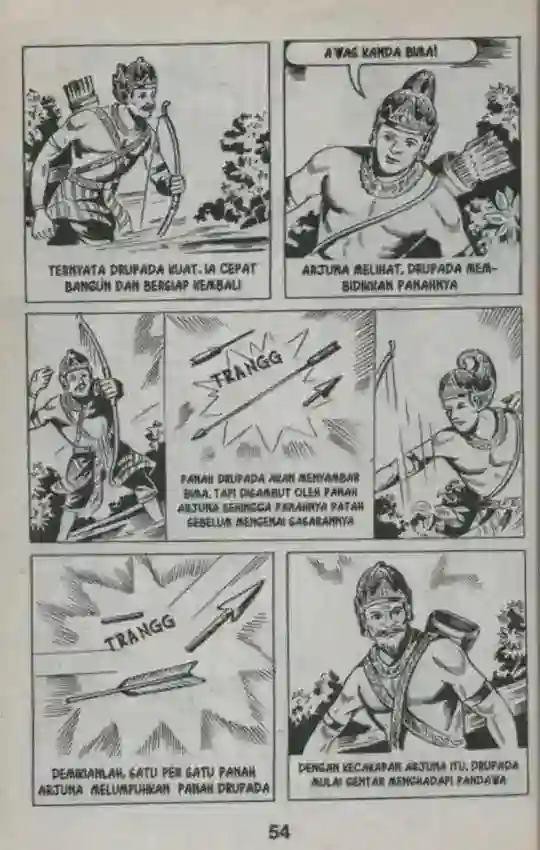 TERNYATA DRUPADA KUAT. IA CEPAT
BANGUN DAN BERSIAP KEMBALI
AWAS KANDA BIMA!
ARJUNA MELIHAT, DRUPADA MEM-
BIDIKKAN PANAHNYA
TRANGG
PANAH DRUPADA AKAN MENYAMBAR
BIMA. TAPI DISAMBUT OLEH PANAH
ARJUNA SEHINGGA PANAHNYA PATAH
SEBELUM MENGENAI SASARANNYA
TRANGG
DEMIKIANLAH, SATU PER SATU PANAH
ARJUNA MELUMPUHKAN PANAH DRUPADA
DENGAN KECAKAPAN ARJUNA ITU, DRUPADA
MULAI GENTAR MENGHADAPI PANDAWA
54